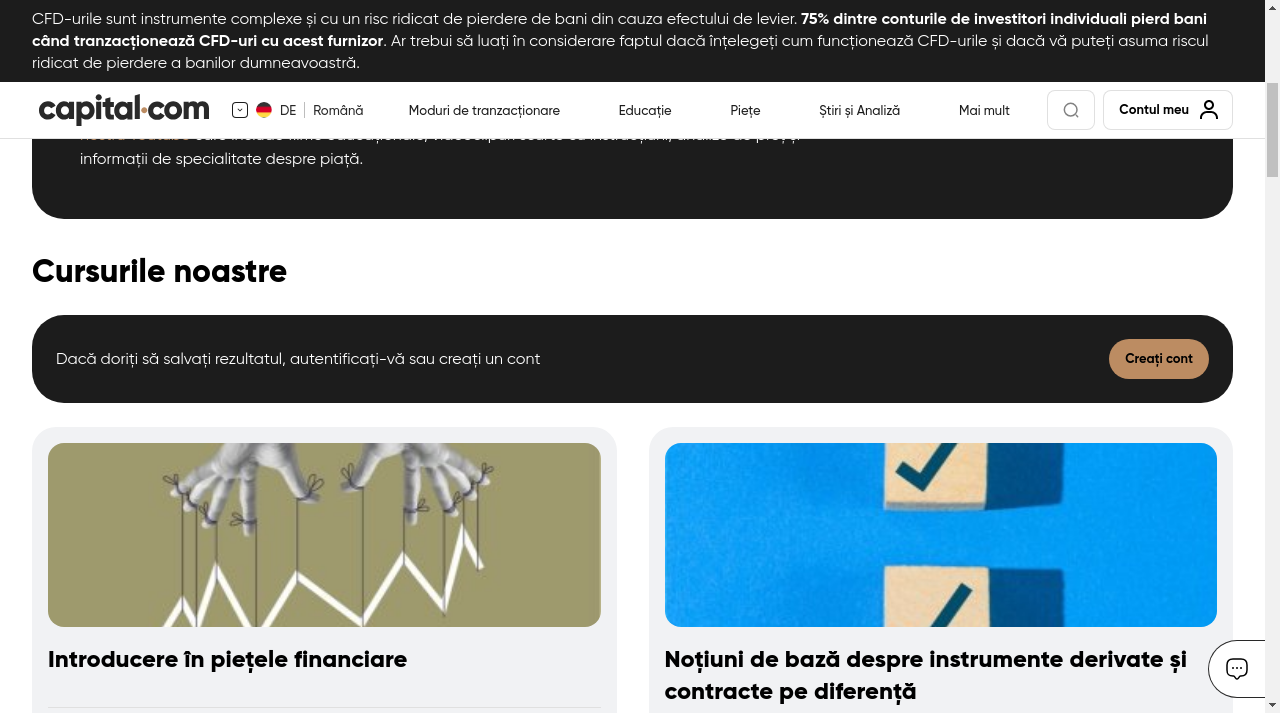 CFD-urile sunt instrumente complexe și cu un risc ridicat de pierdere de bani din cauza efectului de levier. 75% dintre conturile de investitori individuali pierd bani
când tranzacționează CFD-uri cu acest furnizor. Ar trebui să luați în considerare faptul dacă înțelegeți cum funcționează CFD-urile și dacă vă puteți asuma riscul
ridicat de pierdere a banilor dumneavoastră.
capital.com
DE
Română
Moduri de tranzacționare
Educație
Piețe
Știri și Analiză
Mai mult
Contul meu
informații de specialitate despre piață.
Cursurile noastre
Dacă doriți să salvați rezultatul, autentificați-vă sau creați un cont
Creați cont
Introducere în piețele financiare
Noțiuni de bază despre instrumente derivate și
contracte pe diferență